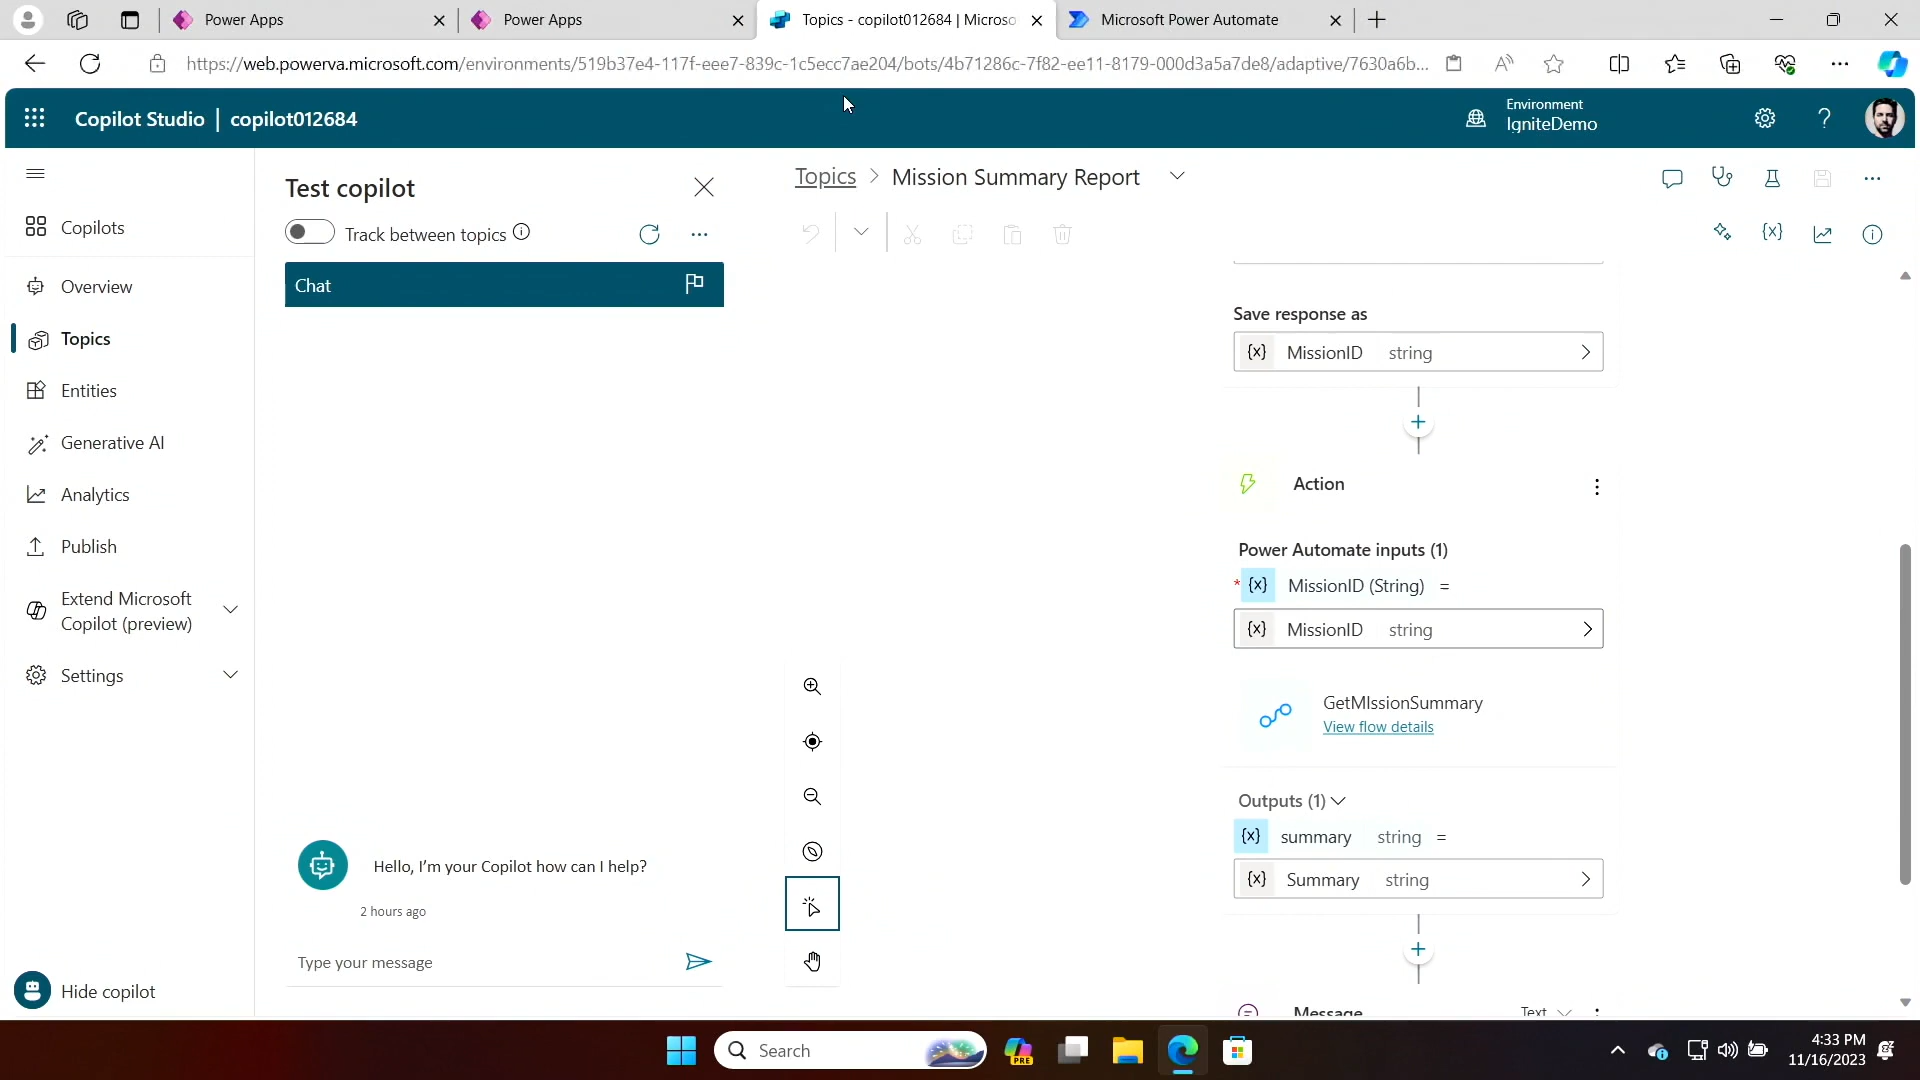 Power Apps
Power Apps
Topics - copilot012684 | Microso
Microsoft Power Automate
https://web.powerva.microsoft.com/environments/519b37e4-117f-eee7-839c-1c5ecc7ae204/bots/4b71286c-7f82-ee11-8179-000d3a5a7de8/adaptive/7630a6b...
Copilot Studio | copilot012684
Environment
IgniteDemo
Copilots
Overview
Topics
Entities
Generative AI
Analytics
Publish
Extend Microsoft
Copilot (preview)
Settings
Hide copilot
Test copilot
Track between topics
Chat
Hello, I'm your Copilot how can I help?
2 hours ago
Type your message
Topics > Mission Summary Report
Save response as
{x} MissionID string
Action
Power Automate inputs (1)
* {x} MissionID (String) =
{x} MissionID string
GetMIssionSummary
View flow details
Outputs (1)
{x} summary string =
{x} Summary string
Message Text
Search
PRE
4:33 PM
11/16/2023